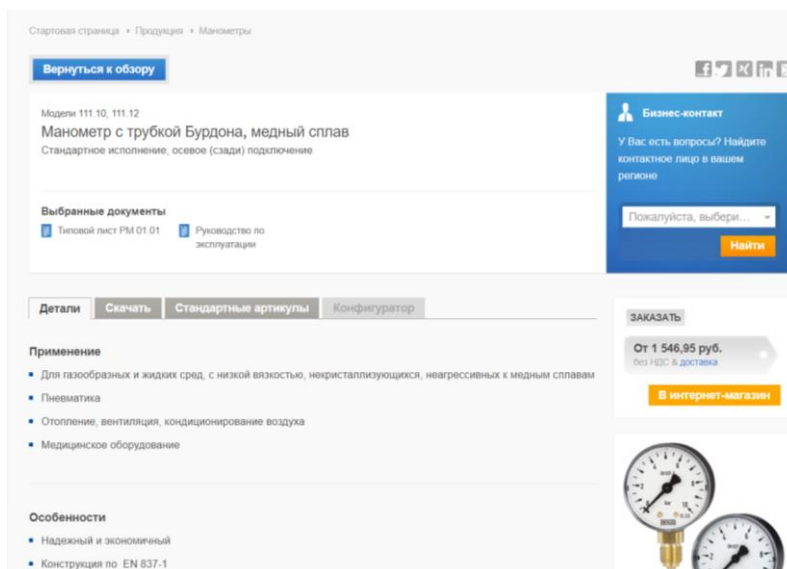 Стартовая страница • Продукция • Манометры
Вернуться к обзору
Модели 111.10, 111.12
Манометр с трубкой Бурдона, медный сплав
Стандартное исполнение, осевое (сзади) подключение
Выбранные документы
Типовой лист PM 01.01
Руководство по
эксплуатации
Бизнес-контакт
У Вас есть вопросы? Найдите
контактное лицо в вашем
регионе
Пожалуйста, выбери...
Найти
Детали
Скачать
Стандартные артикулы
Конфигуратор
Применение
Для газообразных и жидких сред, с низкой вязкостью, некристаллизующихся, неагрессивных к медным сплавам
Пневматика
Отопление, вентиляция, кондиционирование воздуха
Медицинское оборудование
Особенности
Надежный и экономичный
Конструкция по EN 837-1
ЗАКАЗАТЬ
От 1 546,95 руб.
без НДС & доставка
В интернет-магазин
bar